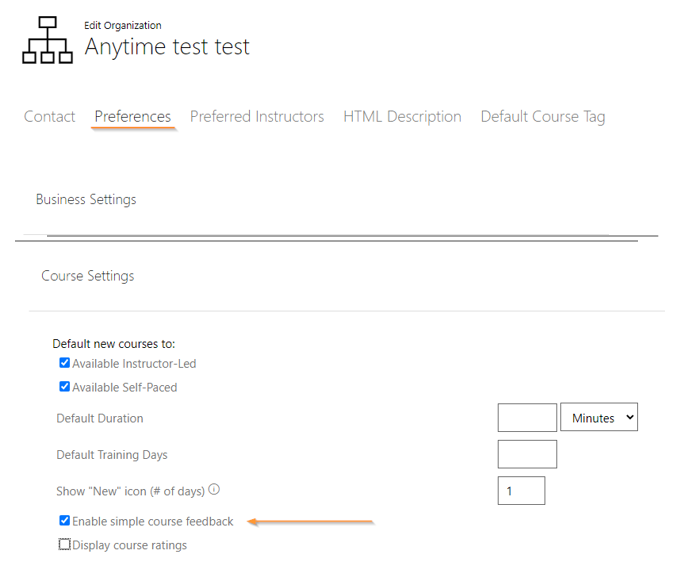 Edit Organization
Anytime test test
Contact Preferences Preferred Instructors HTML Description Default Course Tag
Business Settings
Course Settings
Default new courses to:
Available Instructor-Led
Available Self-Paced
Default Duration Minutes
Default Training Days
Show "New" icon (# of days) 1
Enable simple course feedback
Display course ratings